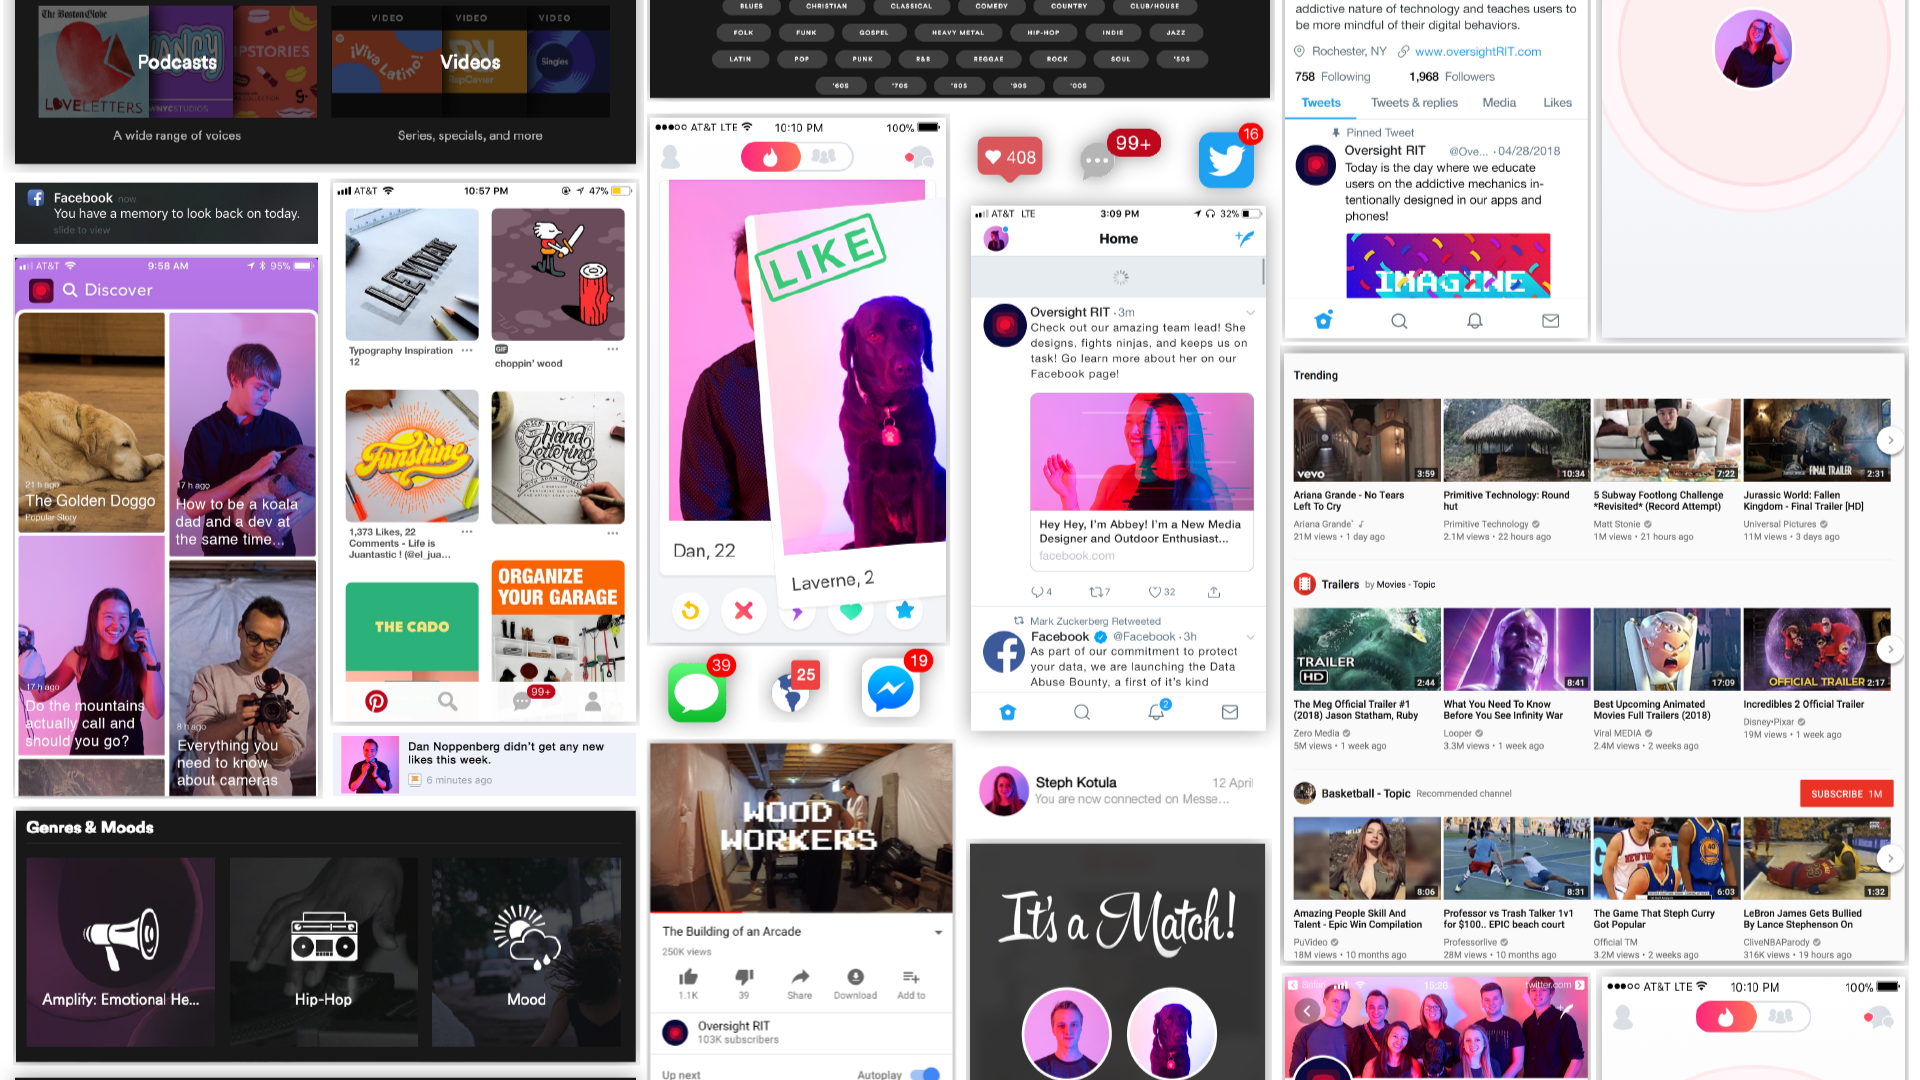 The Boston Globe
LOVE LETTERS
NANCY
WNYCSTUDIOS
UPSTORIES
Podcasts
A wide range of voices
VIDEO
VIDEO
VIDEO
¡Viva Latino!
RapCaviar
Singles
Videos
Series, specials, and more
Facebook now
You have a memory to look back on today.
slide to view
AT&T 9:58 AM 95%
Discover
21 h ago
The Golden Doggo
Popular Story
17 h ago
How to be a koala
dad and a dev at
the same time...
17 h ago
Do the mountains
actually call and
should you go?
8 h ago
Everything you
need to know
about cameras
AT&T 10:57 PM 47%
LEVITATE
Typography Inspiration
12
GIF
choppin' wood
Funshine
1,373 Likes, 22
Comments - Life is
Juantastic ! (@el_jua...
Hand
Lettering
THE CADO
ORGANIZE
YOUR GARAGE
99+
Dan Noppenberg didn't get any new
likes this week.
6 minutes ago
Genres & Moods
Amplify: Emotional He...
Hip-Hop
Mood
BLUES CHRISTIAN CLASSICAL COMEDY COUNTRY CLUB/HOUSE
FOLK FUNK GOSPEL HEAVY METAL HIP-HOP INDIE JAZZ
LATIN POP PUNK R&B REGGAE ROCK SOUL '50S
'60S '70S '80S '90S '00S
AT&T LTE 10:10 PM 100%
LIKE
Dan, 22
Laverne, 2
39
25
19
WOOD
WORKERS
The Building of an Arcade
250K views
1.1K 39 Share Download Add to
Oversight RIT
103K subscribers
Up next Autoplay
408
99+
16
AT&T LTE 3:09 PM 32%
Home
Oversight RIT · 3m
Check out our amazing team lead! She
designs, fights ninjas, and keeps us on
task! Go learn more about her on our
Facebook page!
Hey Hey, I'm Abbey! I'm a New Media
Designer and Outdoor Enthusiast...
facebook.com
4 7 32
Mark Zuckerberg Retweeted
Facebook @Facebook · 3h
As part of our commitment to protect
your data, we are launching the Data
Abuse Bounty, a first of it's kind
2
Steph Kotula 12 April
You are now connected on Messe...
It's a Match!
addictive nature of technology and teaches users to
be more mindful of their digital behaviors.
Rochester, NY www.oversightRIT.com
758 Following 1,968 Followers
Tweets Tweets & replies Media Likes
Pinned Tweet
Oversight RIT @Ove... · 04/28/2018
Today is the day where we educate
users on the addictive mechanics in-
tentionally designed in our apps and
phones!
IMAGINE
Trending
vevo 3:59
10:34
7:22
FINAL TRAILER 2:31
Ariana Grande - No Tears
Left To Cry
Ariana Grande
21M views • 1 day ago
Primitive Technology: Round
hut
Primitive Technology
2.1M views • 22 hours ago
5 Subway Footlong Challenge
*Revisited* (Record Attempt)
Matt Stonie
1M views • 21 hours ago
Jurassic World: Fallen
Kingdom - Final Trailer [HD]
Universal Pictures
11M views • 3 days ago
Trailers by Movies - Topic
TRAILER
HD 2:44
8:41
17:09
OFFICIAL TRAILER 2:17
The Meg Official Trailer #1
(2018) Jason Statham, Ruby
Zero Media
5M views • 1 week ago
What You Need To Know
Before You See Infinity War
Looper
3.3M views • 1 week ago
Best Upcoming Animated
Movies Full Trailers (2018)
Viral MEDIA
2.4M views • 2 weeks ago
Incredibles 2 Official Trailer
Disney•Pixar
19M views • 1 week ago
Basketball - Topic Recommended channel
SUBSCRIBE 1M
8:06
8:31
NEW YORK 6:03
1:32
Amazing People Skill And
Talent - Epic Win Compilation
PuVideo
18M views • 10 months ago
Professor vs Trash Talker 1v1
for $100.. EPIC beach court
Professorlive
28M views • 10 months ago
The Game That Steph Curry
Got Popular
Official TM
3.2M views • 2 weeks ago
LeBron James Gets Bullied
By Lance Stephenson On
CliveNBAParody
316K views • 19 hours ago
Safari 15:26 twitter.com
AT&T LTE 10:10 PM 100%